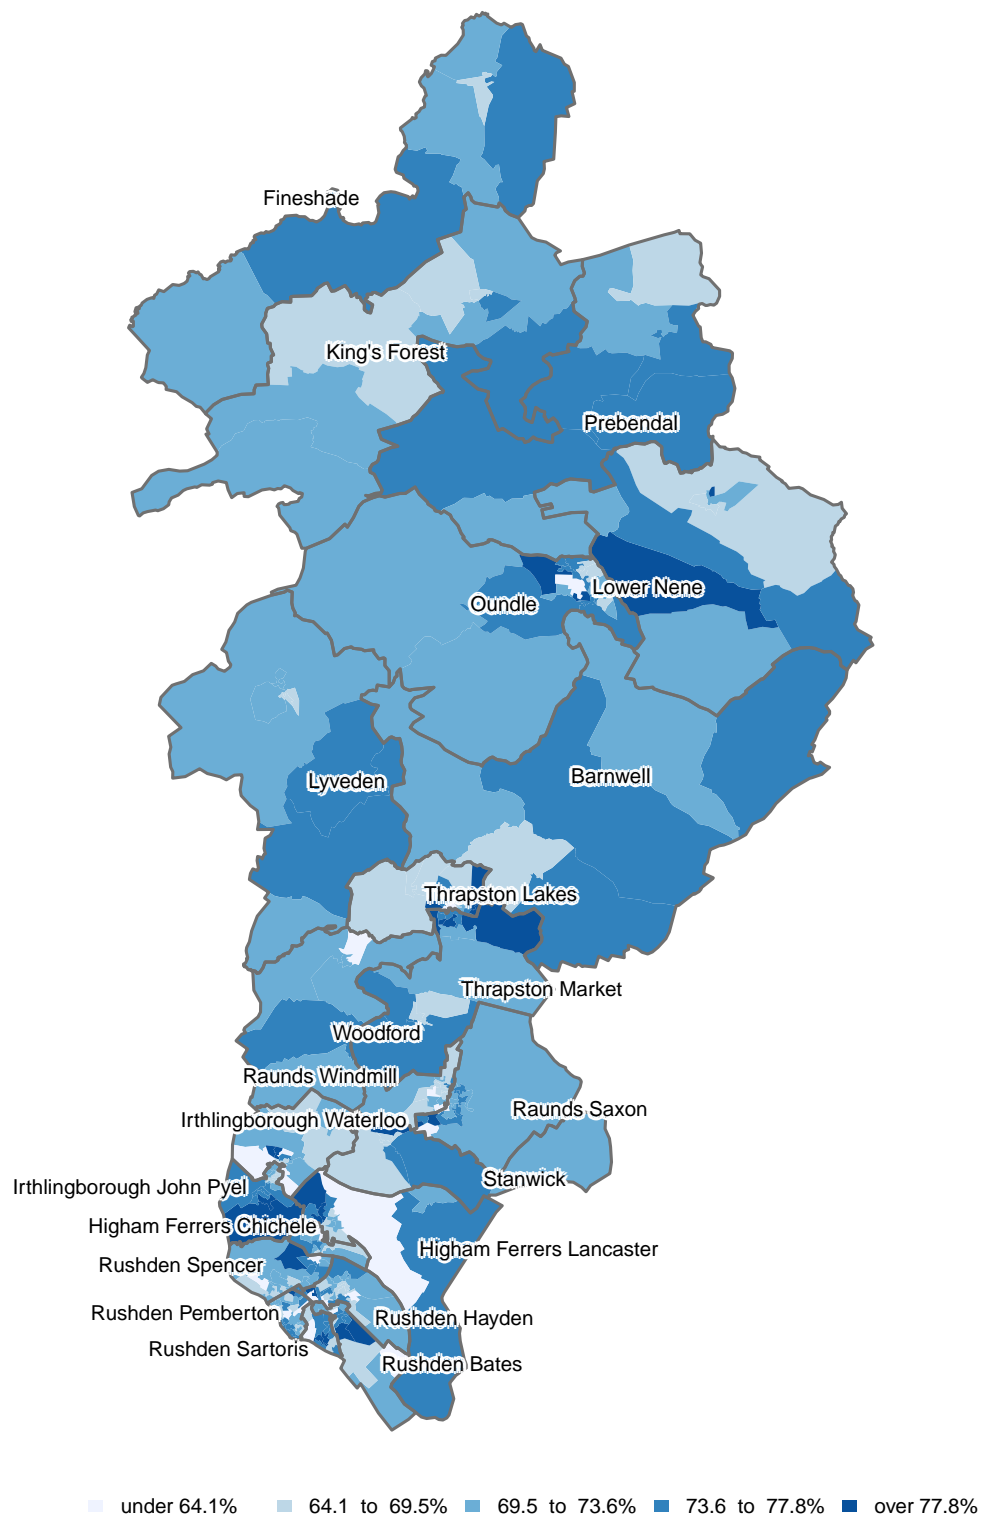 Fineshade
King's Forest
Prebendal
Lower Nene
Oundle
Barnwell
Lyveden
Thrapston Lakes
Thrapston Market
Woodford
Raunds Windmill
Raunds Saxon
Irthlingborough Waterloo
Stanwick
Irthlingborough John Pyel
Higham Ferrers Chichele
Higham Ferrers Lancaster
Rushden Spencer
Rushden Pemberton
Rushden Hayden
Rushden Sartoris
Rushden Bates
under 64.1% 64.1 to 69.5% 69.5 to 73.6% 73.6 to 77.8% over 77.8%